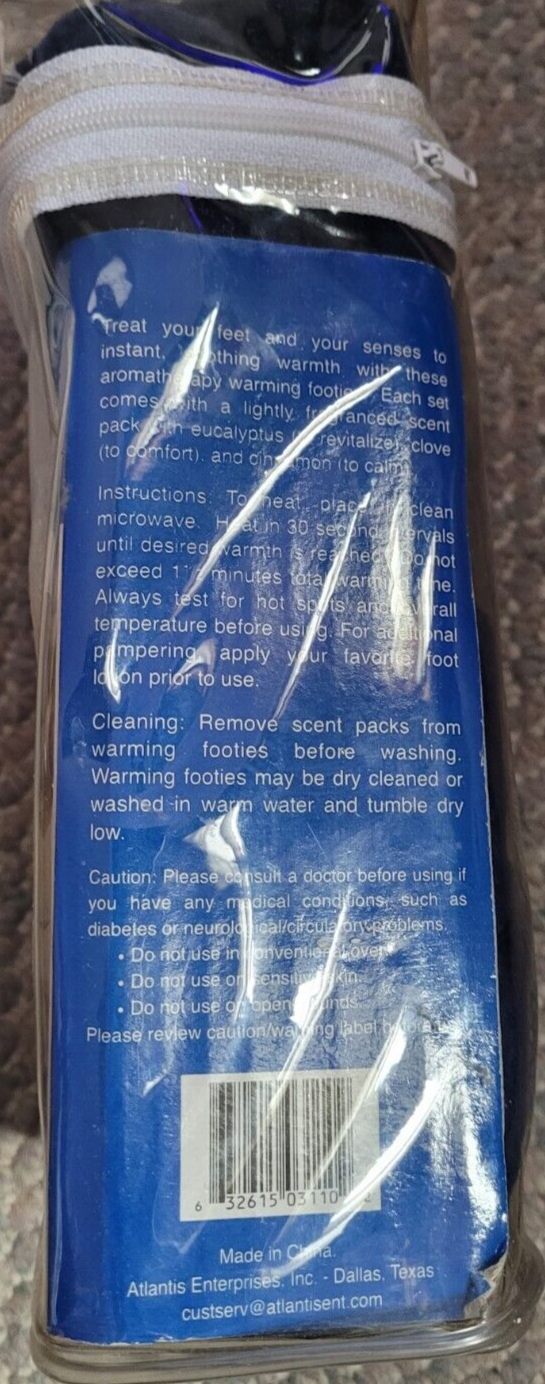 Treat your feet and your senses to
instant, soothing warmth with these
aromatherapy warming footies. Each set
comes with a lightly fragranced scent
pack with eucalyptus (to revitalize), clove
(to comfort), and cinnamon (to calm).
Instructions: To heat, place in clean
microwave. Heat in 30 second intervals
until desired warmth is reached. Do not
exceed minutes total warming time.
Always test for hot spots and overall
temperature before using. For additional
pampering, apply your favorite foot
lotion prior to use.
Cleaning: Remove scent packs from
warming footies before washing.
Warming footies may be dry cleaned or
washed in warm water and tumble dry
low.
Caution: Please consult a doctor before using if
you have any medical conditions, such as
diabetes or neurological/circulatory problems.
• Do not use in conventional oven.
• Do not use on sensitive skin.
• Do not use on open wounds.
Please review caution/warning label before
6 32615 03110 2
Made in China.
Atlantis Enterprises, Inc. - Dallas, Texas
custserv@atlantisent.com